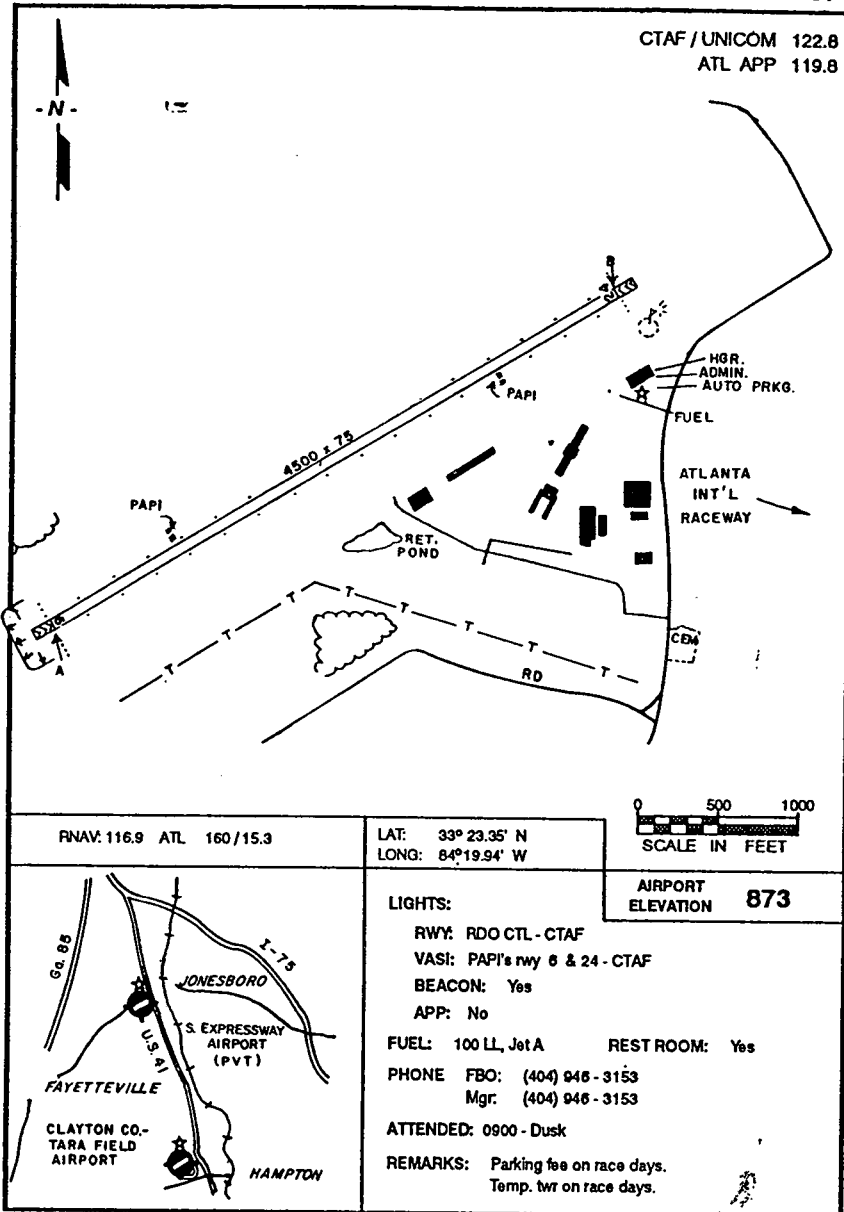 CTAF / UNICOM 122.8
ATL APP 119.8
- N -
B
HGR.
ADMIN.
AUTO PRKG.
FUEL
PAPI
4500 x 75
ATLANTA
INT'L
RACEWAY
PAPI
RET.
POND
T T T T T T T
A
CEM
RD
0 500 1000
SCALE IN FEET
RNAV: 116.9 ATL 160/15.3
LAT: 33° 23.35' N
LONG: 84° 19.94' W
AIRPORT
ELEVATION 873
LIGHTS:
RWY: RDO CTL - CTAF
VASI: PAPI's rwy 6 & 24 - CTAF
BEACON: Yes
APP: No
FUEL: 100 LL, Jet A REST ROOM: Yes
PHONE FBO: (404) 946 - 3153
Mgr: (404) 946 - 3153
ATTENDED: 0900 - Dusk
REMARKS: Parking fee on race days.
Temp. twr on race days.
Ga. 85
I-75
JONESBORO
U.S. 41
S. EXPRESSWAY
AIRPORT
(PVT)
FAYETTEVILLE
CLAYTON CO.-
TARA FIELD
AIRPORT
HAMPTON